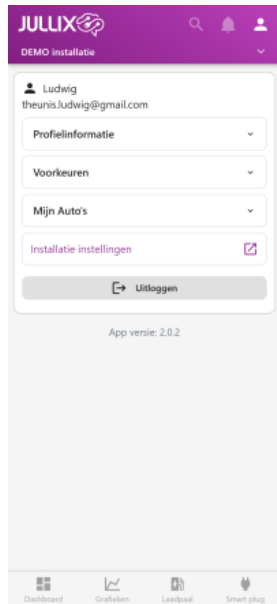 JULLIX
DEMO installatie
Ludwig
theunis.ludwig@gmail.com
Profielinformatie
Voorkeuren
Mijn Auto's
Installatie instellingen
Uitloggen
App versie: 2.0.2
Dashboard Grafieken Laadpaal Smart plug